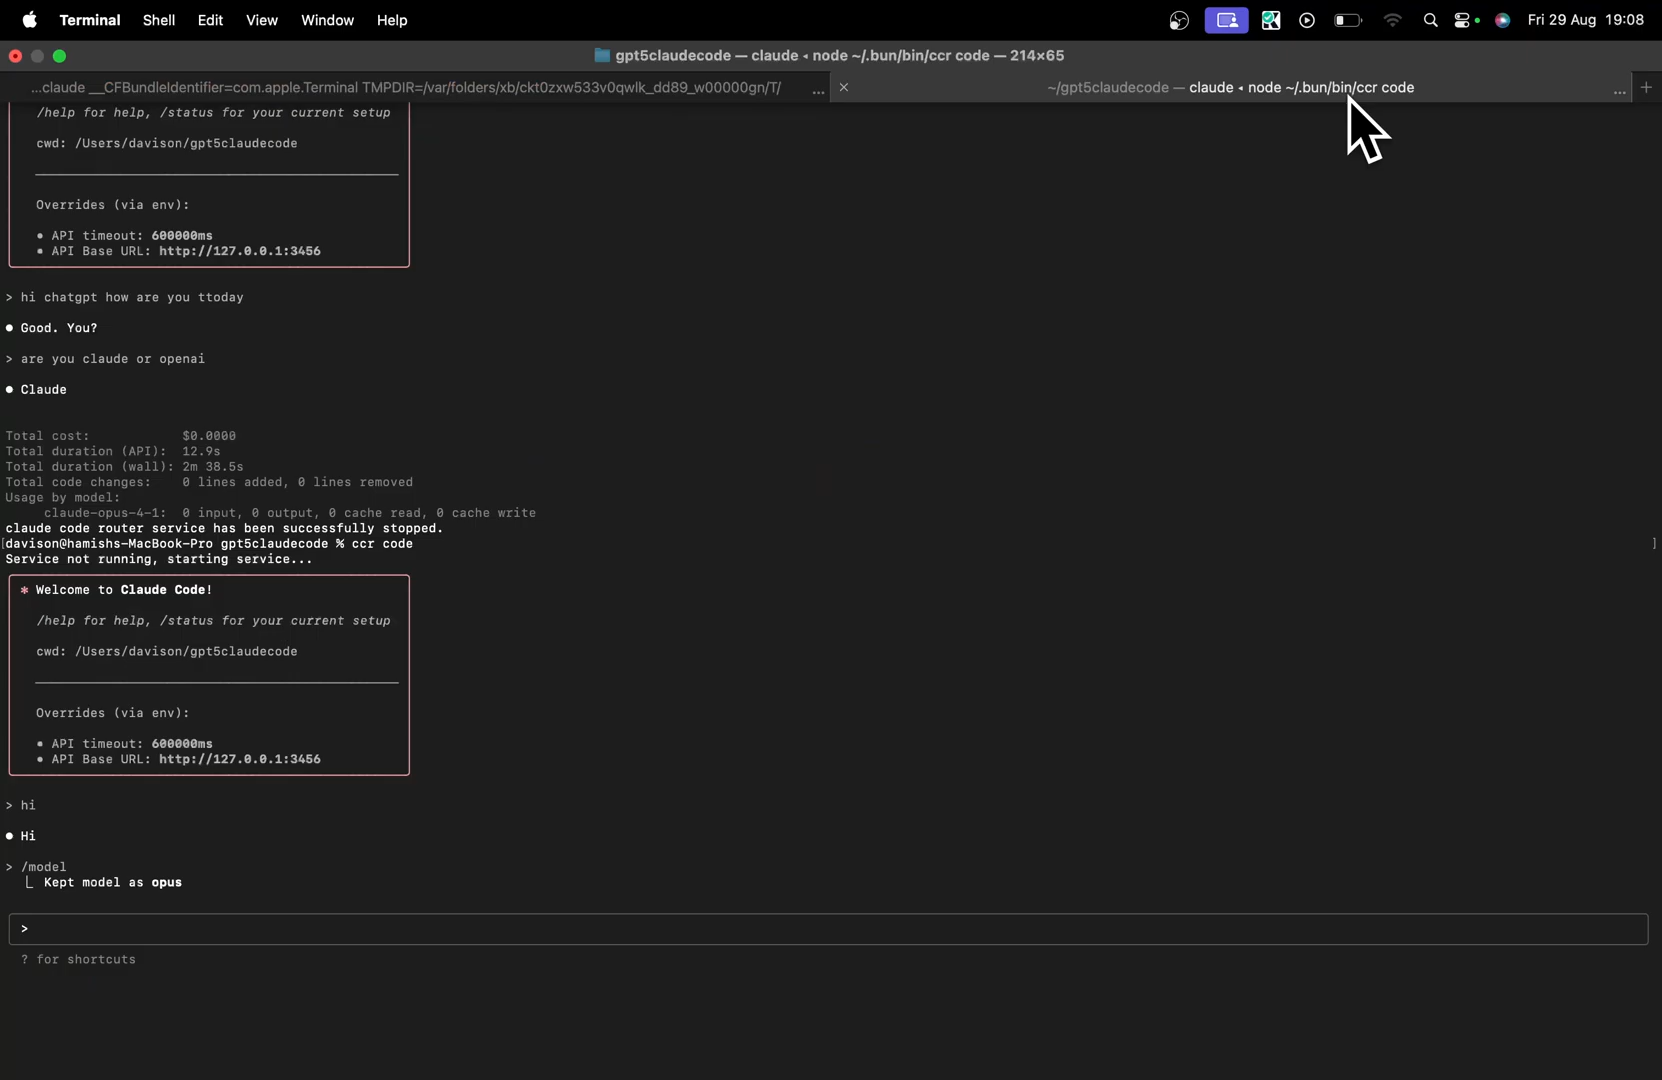 Terminal Shell Edit View Window Help Fri 29 Aug 19:08
gpt5claudecode — claude ◂ node ~/.bun/bin/ccr code — 214×65
...claude __CFBundleIdentifier=com.apple.Terminal TMPDIR=/var/folders/xb/ckt0zxw533v0qwlk_dd89_w00000gn/T/ ... ~/gpt5claudecode — claude ◂ node ~/.bun/bin/ccr code ...
/help for help, /status for your current setup
cwd: /Users/davison/gpt5claudecode
Overrides (via env):
• API timeout: 600000ms
• API Base URL: http://127.0.0.1:3456
> hi chatgpt how are you ttoday
● Good. You?
> are you claude or openai
● Claude
Total cost: $0.0000
Total duration (API): 12.9s
Total duration (wall): 2m 38.5s
Total code changes: 0 lines added, 0 lines removed
Usage by model:
claude-opus-4-1: 0 input, 0 output, 0 cache read, 0 cache write
claude code router service has been successfully stopped.
[davison@hamishs-MacBook-Pro gpt5claudecode % ccr code ]
Service not running, starting service...
* Welcome to Claude Code!
/help for help, /status for your current setup
cwd: /Users/davison/gpt5claudecode
Overrides (via env):
• API timeout: 600000ms
• API Base URL: http://127.0.0.1:3456
> hi
● Hi
> /model
⎿ Kept model as opus
>
? for shortcuts